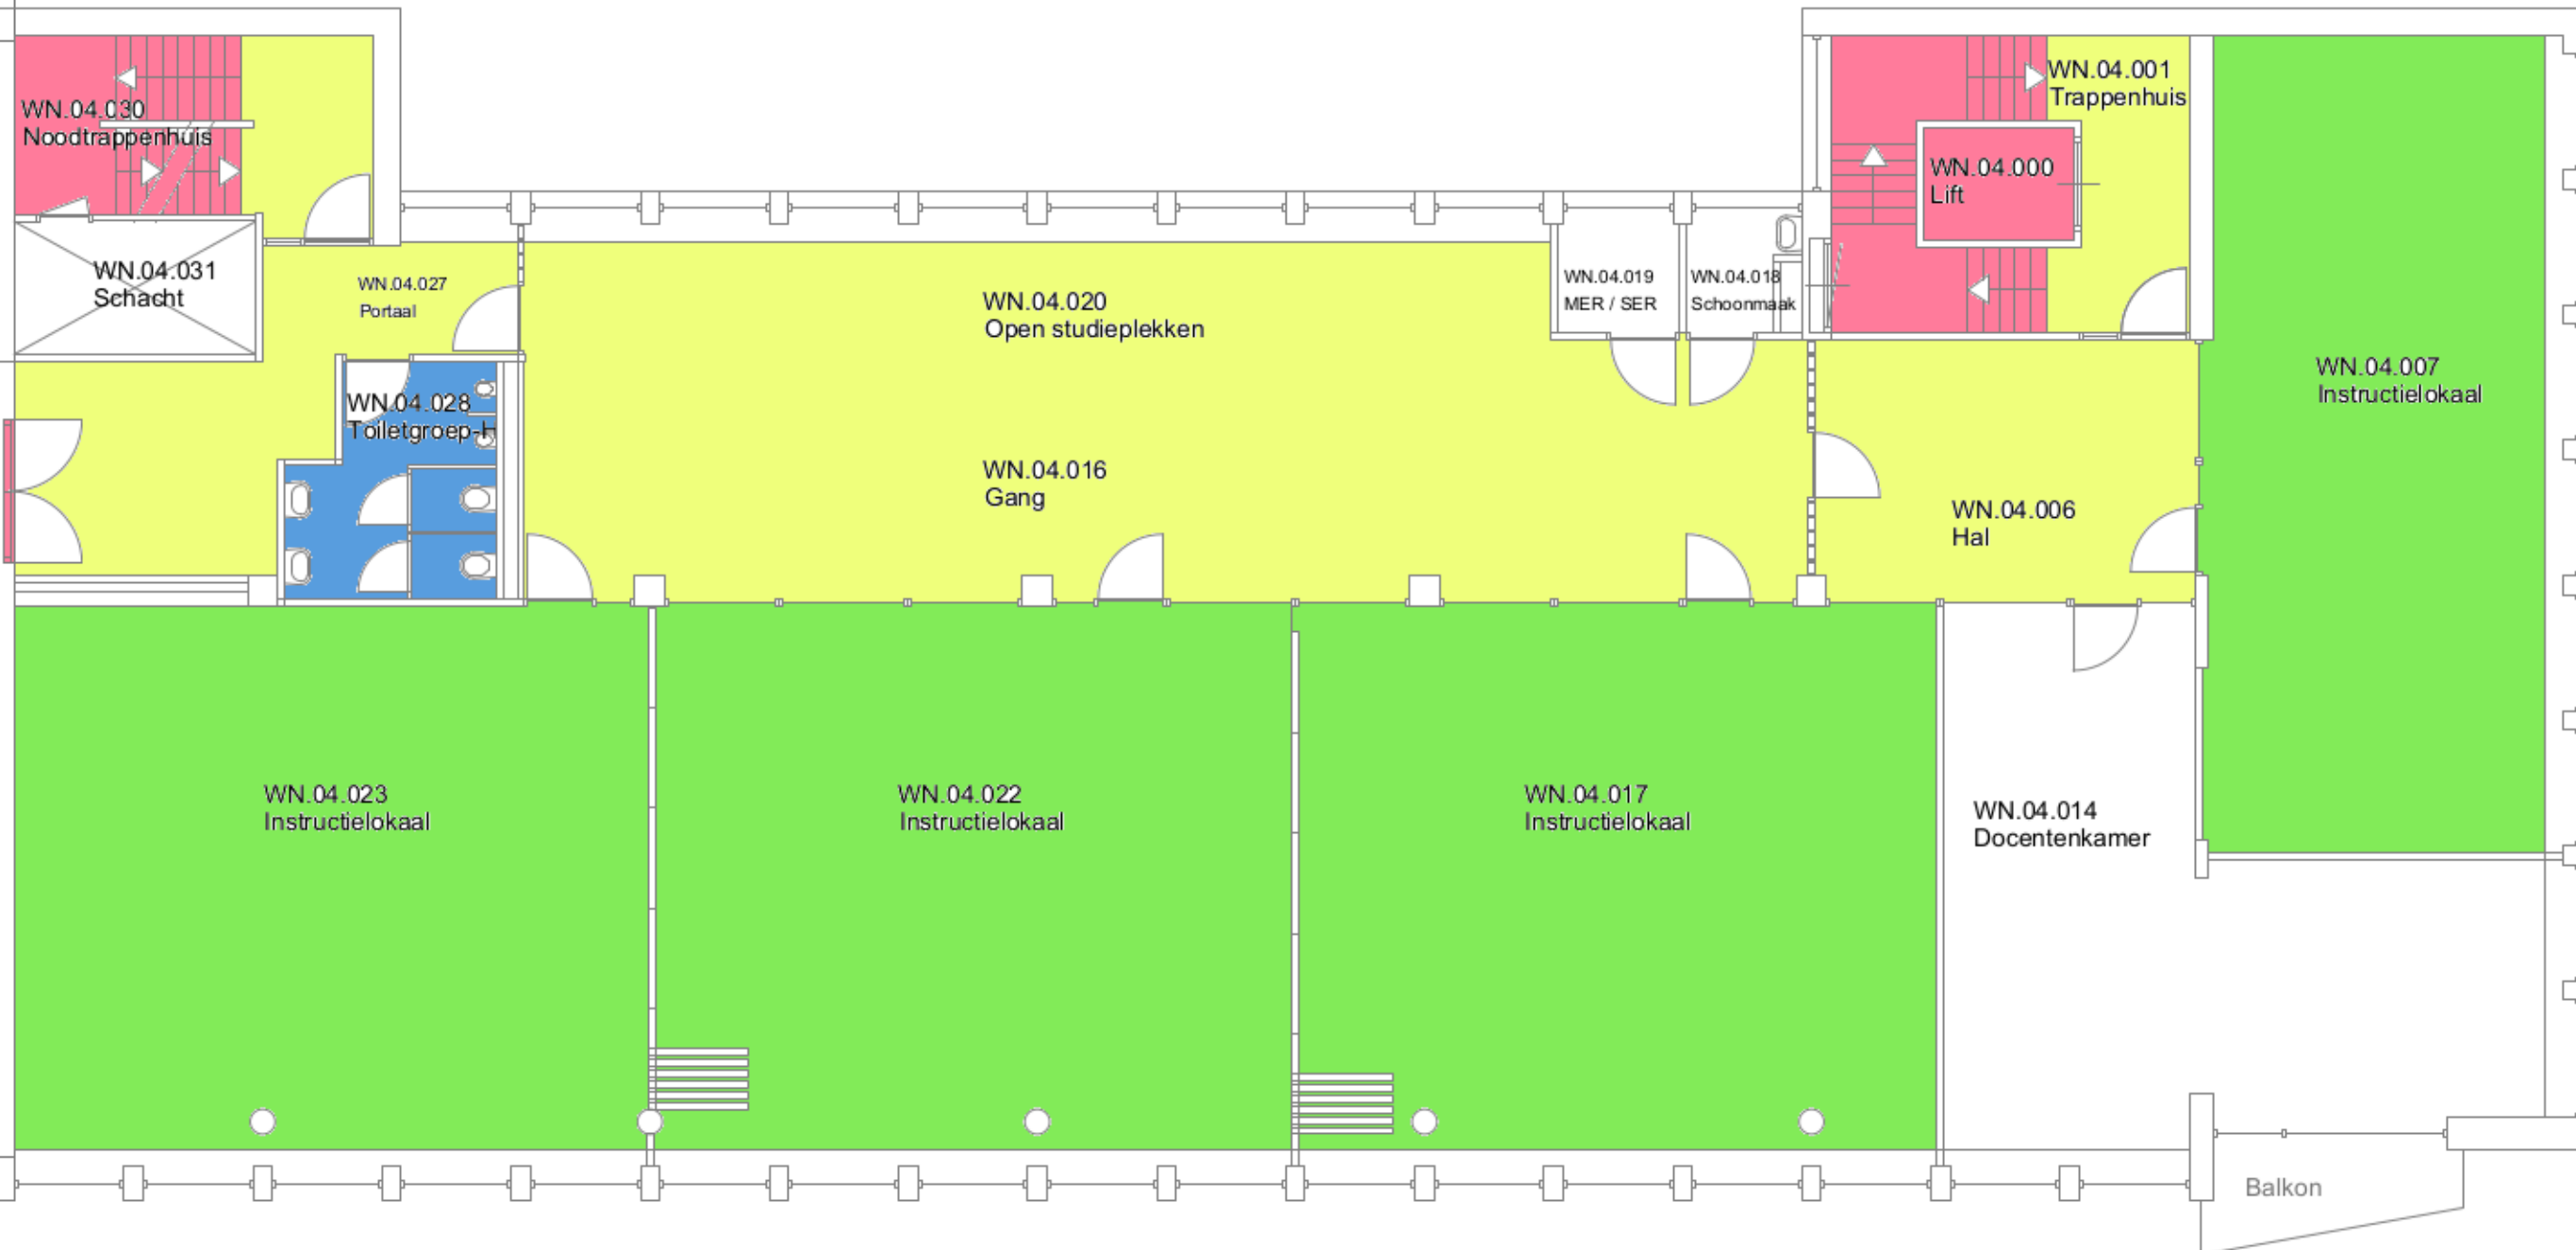 WN.04.030
Noodtrappenhuis
WN.04.001
Trappenhuis
WN.04.000
Lift
WN.04.031
Schacht
WN.04.027
Portaal
WN.04.020
Open studieplekken
WN.04.019
MER / SER
WN.04.018
Schoonmaak
WN.04.007
Instructielokaal
WN.04.028
Toiletgroep-H
WN.04.016
Gang
WN.04.006
Hal
WN.04.023
Instructielokaal
WN.04.022
Instructielokaal
WN.04.017
Instructielokaal
WN.04.014
Docentenkamer
Balkon